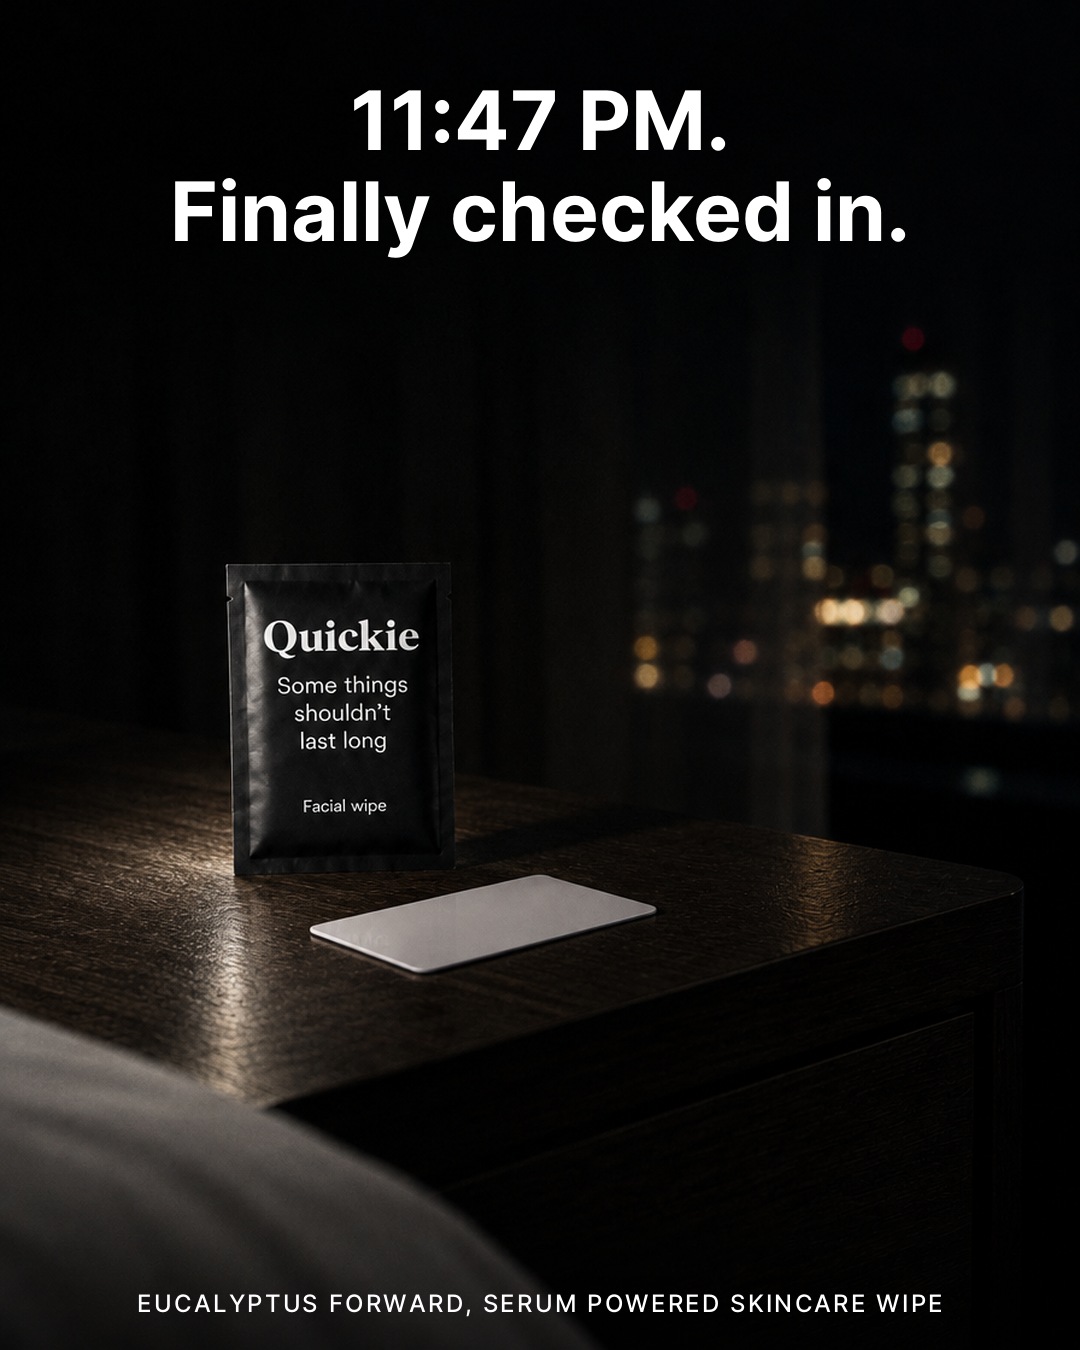 11:47 PM.
Finally checked in.
Quickie
Some things
shouldn’t
last long
Facial wipe
EUCALYPTUS FORWARD, SERUM POWERED SKINCARE WIPE